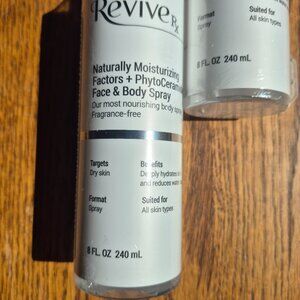 Revive Rx
Naturally Moisturizing
Factors + PhytoCeram
Face & Body Spray
Our most nourishing body spray
Fragrance-free
Targets
Dry skin
Benefits
Deeply hydrates
and reduces
Format
Spray
Suited for
All skin types
8 FL. OZ 240 mL
Format
Spray
Suited for
All skin types
8 FL. OZ 240 mL